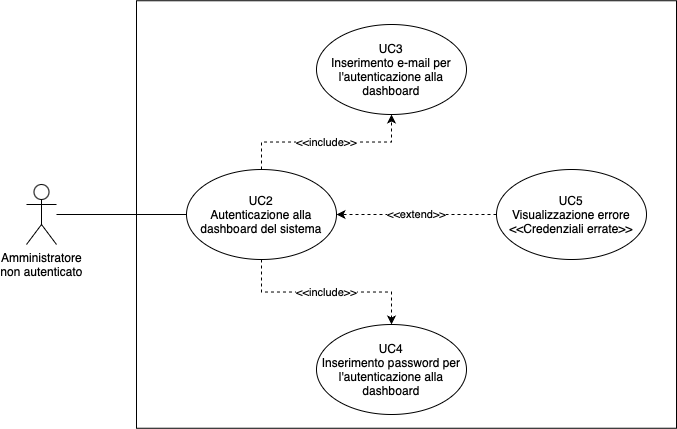 UC3
Inserimento e-mail per
l'autenticazione alla
dashboard
<<include>>
UC2
Autenticazione alla
dashboard del sistema
<<extend>>
UC5
Visualizzazione errore
<<Credenziali errate>>
Amministratore
non autenticato
<<include>>
UC4
Inserimento password per
l'autenticazione alla
dashboard